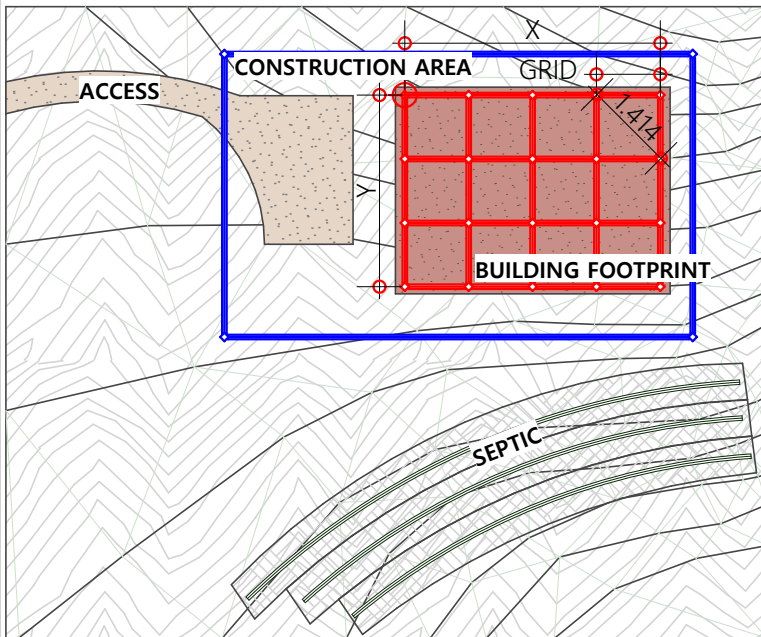 X
CONSTRUCTION AREA
GRID
ACCESS
1.414
Y
BUILDING FOOTPRINT
SEPTIC